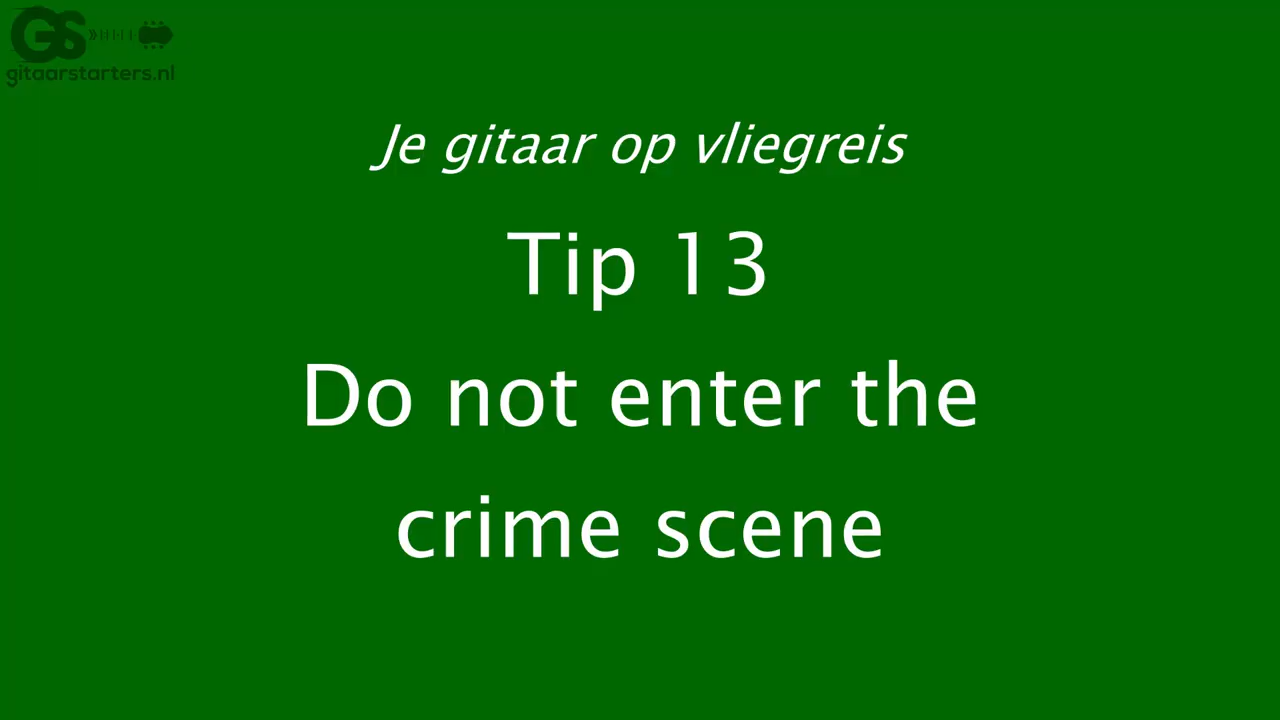 GS
gitaarstarters.nl
Je gitaar op vliegreis
Tip 13
Do not enter the
crime scene